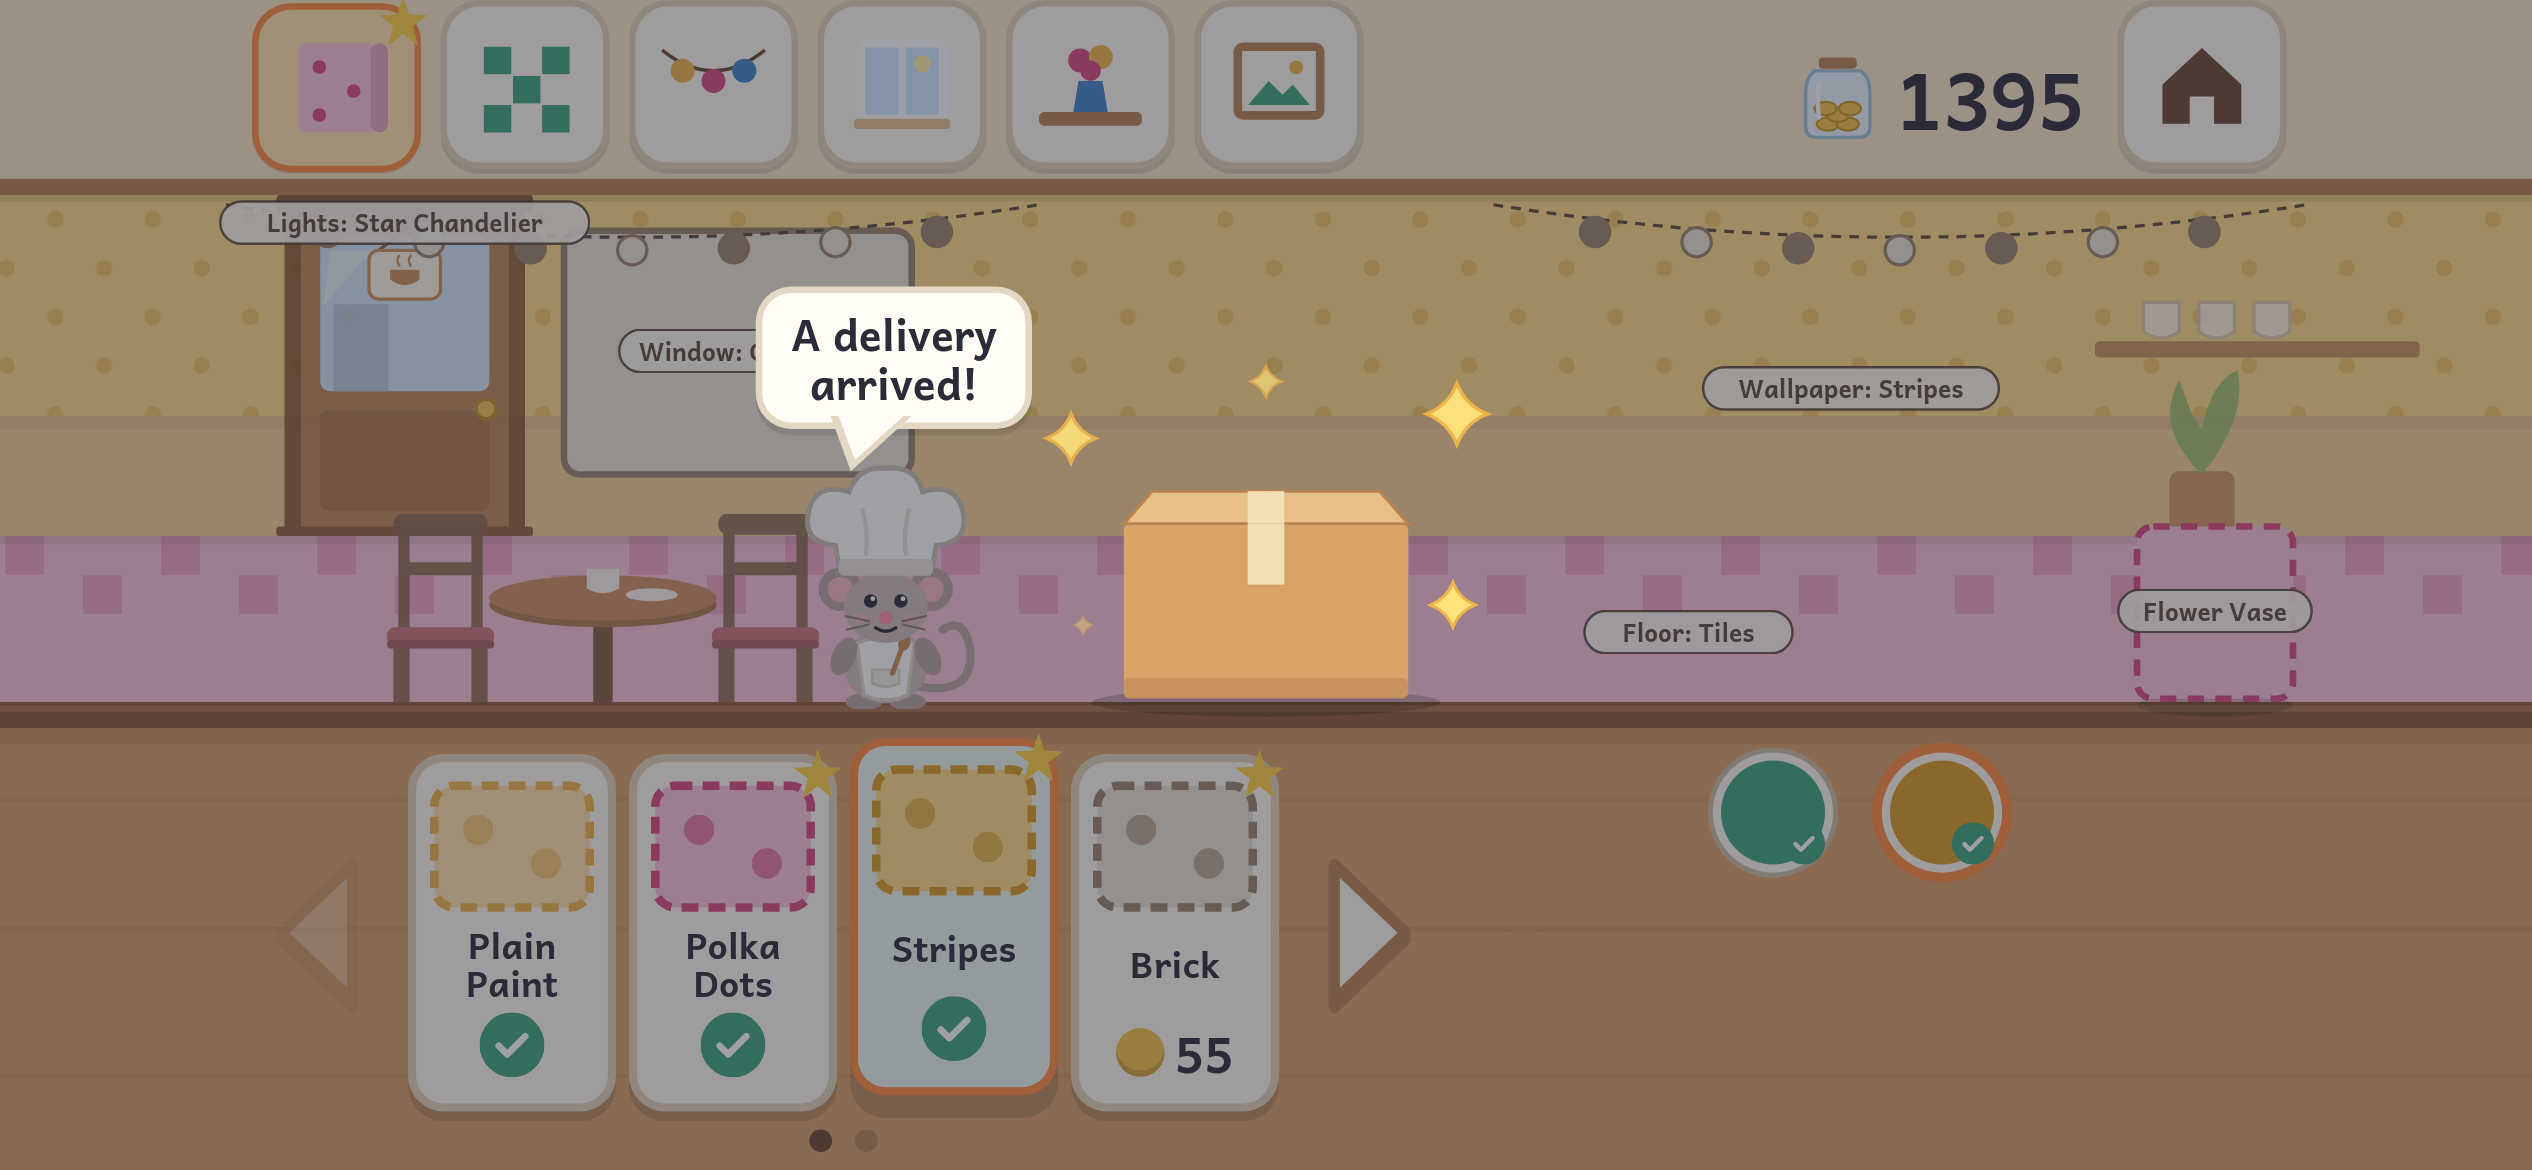 1395
Lights: Star Chandelier
A delivery
arrived!
Window:
Wallpaper: Stripes
Flower Vase
Floor: Tiles
Plain
Paint
Polka
Dots
Stripes
Brick
55